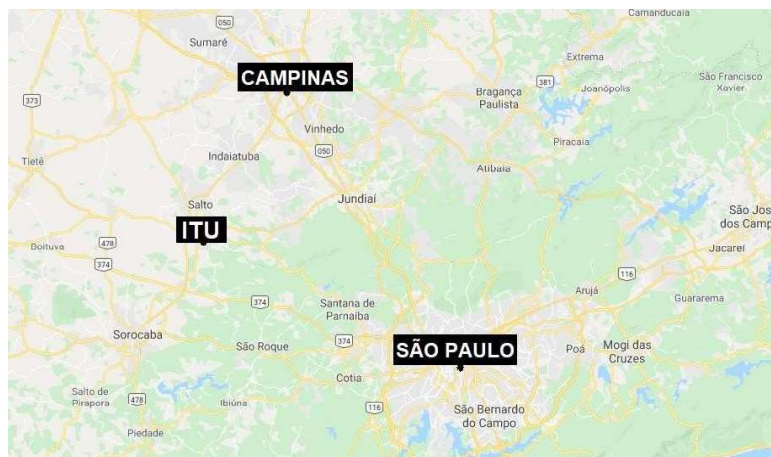 Camanducaia
050
Sumaré
Extrema
CAMPINAS
381
Joanópolis
São Francisco
Xavier
Bragança
Paulista
373
Vinhedo
Piracaia
050
Indaiatuba
Tietê
Atibaia
Jundiaí
Salto
São Jos
dos Camp
ITU
Boituva
478
374
Jacareí
116
Arujá
Guararema
374
Santana de
Parnaíba
Sorocaba
São Roque
374
SÃO PAULO
Poá
Mogi das
Cruzes
Cotia
Salto de
Pirapora
478
Ibiúna
116
São Bernardo
do Campo
Piedade